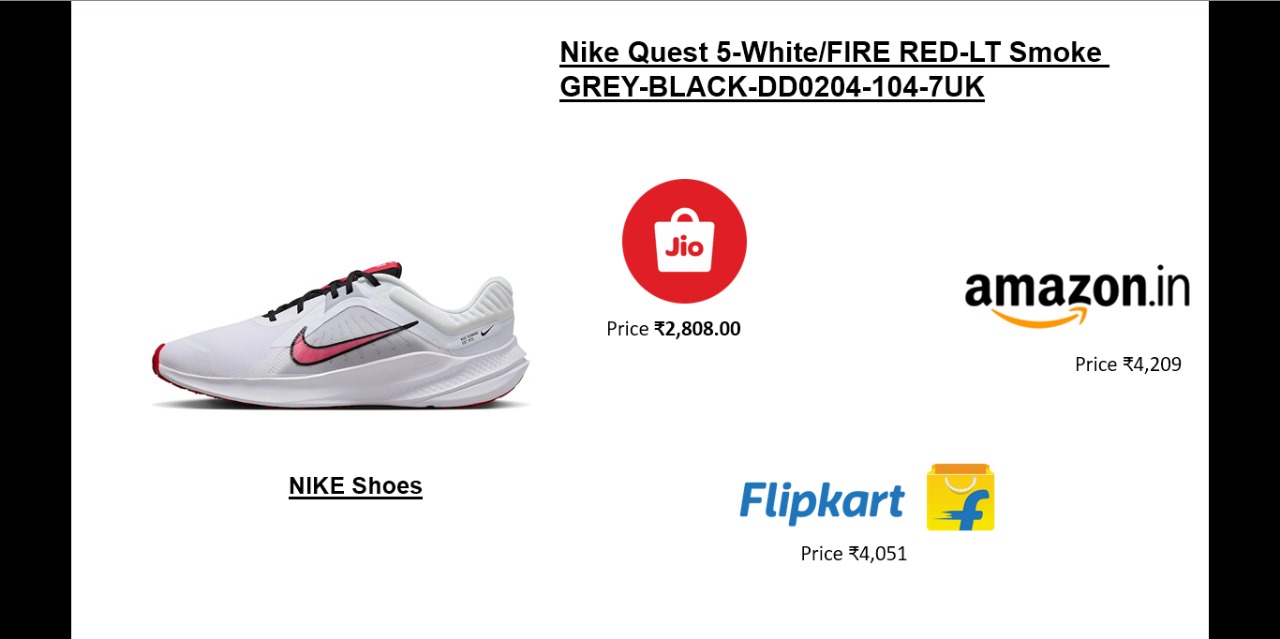 Nike Quest 5-White/FIRE RED-LT Smoke
GREY-BLACK-DD0204-104-7UK
Jio
Price ₹2,808.00
amazon.in
Price ₹4,209
NIKE Shoes
Flipkart
f
Price ₹4,051